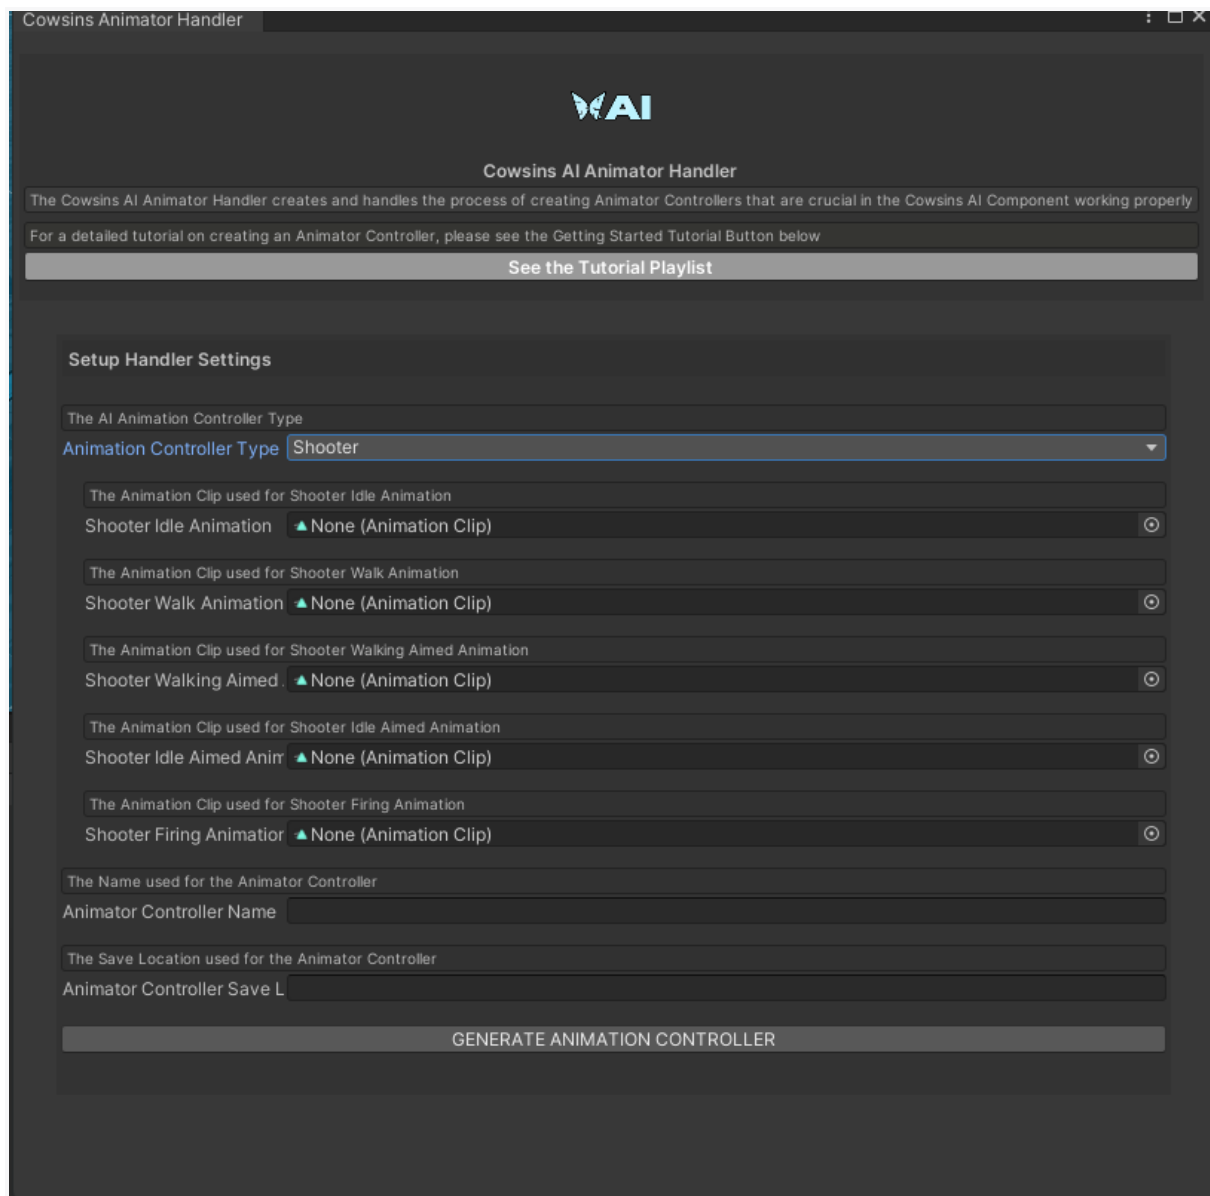 Cowsins Animator Handler
AI
Cowsins AI Animator Handler
The Cowsins AI Animator Handler creates and handles the process of creating Animator Controllers that are crucial in the Cowsins AI Component working properly
For a detailed tutorial on creating an Animator Controller, please see the Getting Started Tutorial Button below
See the Tutorial Playlist
Setup Handler Settings
The AI Animation Controller Type
Animation Controller Type Shooter
The Animation Clip used for Shooter Idle Animation
Shooter Idle Animation None (Animation Clip)
The Animation Clip used for Shooter Walk Animation
Shooter Walk Animation None (Animation Clip)
The Animation Clip used for Shooter Walking Aimed Animation
Shooter Walking Aimed None (Animation Clip)
The Animation Clip used for Shooter Idle Aimed Animation
Shooter Idle Aimed Anim None (Animation Clip)
The Animation Clip used for Shooter Firing Animation
Shooter Firing Animation None (Animation Clip)
The Name used for the Animator Controller
Animator Controller Name
The Save Location used for the Animator Controller
Animator Controller Save L
GENERATE ANIMATION CONTROLLER